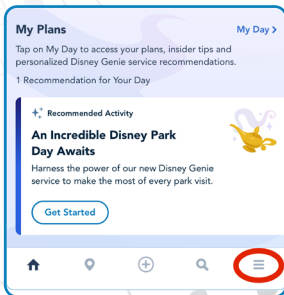 My Plans
My Day >
Tap on My Day to access your plans, insider tips and
personalized Disney Genie service recommendations.
1 Recommendation for Your Day
Recommended Activity
An Incredible Disney Park
Day Awaits
Harness the power of our new Disney Genie
service to make the most of every park visit.
Get Started